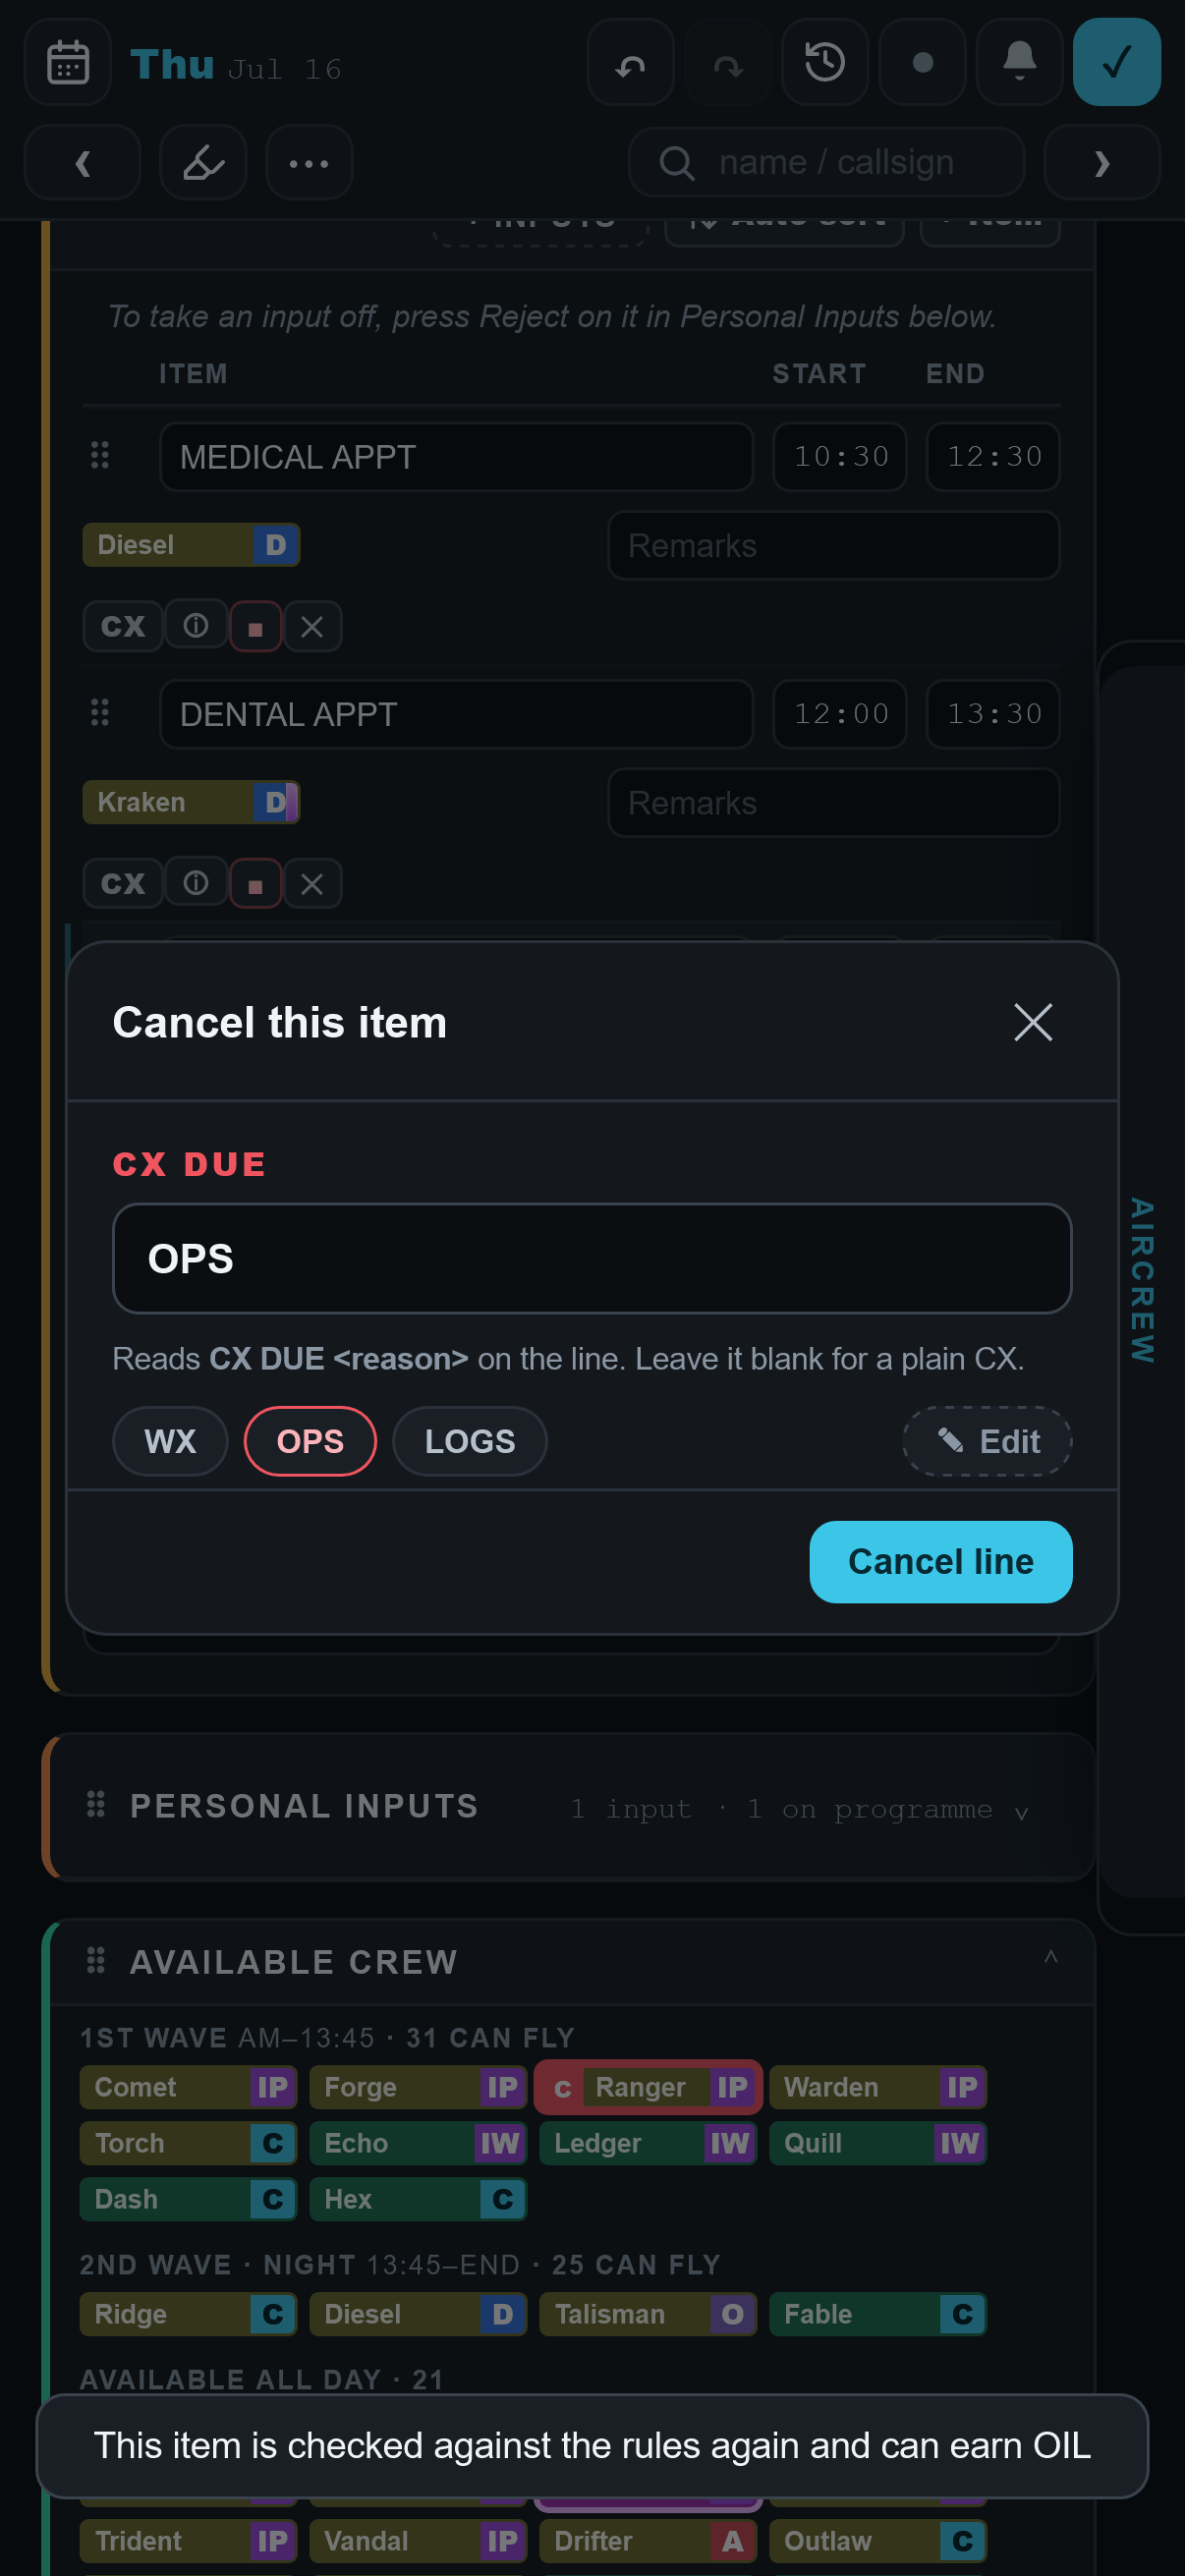 Thu Jul 16
name / callsign
+ INPUTS Auto-sort + Item
To take an input off, press Reject on it in Personal Inputs below.
ITEM START END
MEDICAL APPT 10:30 12:30
Diesel D Remarks
CX
DENTAL APPT 12:00 13:30
Kraken D Remarks
CX
Cancel this item
CX DUE
OPS
Reads CX DUE <reason> on the line. Leave it blank for a plain CX.
WX OPS LOGS Edit
Cancel line
AIRCREW
PERSONAL INPUTS 1 input · 1 on programme
AVAILABLE CREW
1ST WAVE AM–13:45 · 31 CAN FLY
Comet IP Forge IP C Ranger IP Warden IP
Torch C Echo IW Ledger IW Quill IW
Dash C Hex C
2ND WAVE · NIGHT 13:45–END · 25 CAN FLY
Ridge C Diesel D Talisman O Fable C
AVAILABLE ALL DAY · 21
This item is checked against the rules again and can earn OIL
Trident IP Vandal IP Drifter A Outlaw C